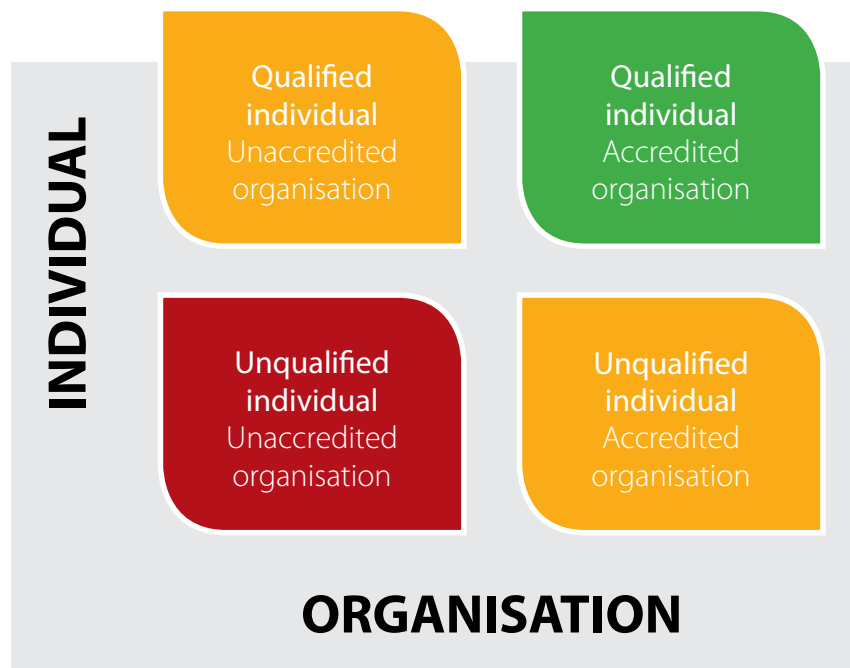 INDIVIDUAL
Qualified
individual
Unaccredited
organisation
Qualified
individual
Accredited
organisation
Unqualified
individual
Unaccredited
organisation
Unqualified
individual
Accredited
organisation
ORGANISATION